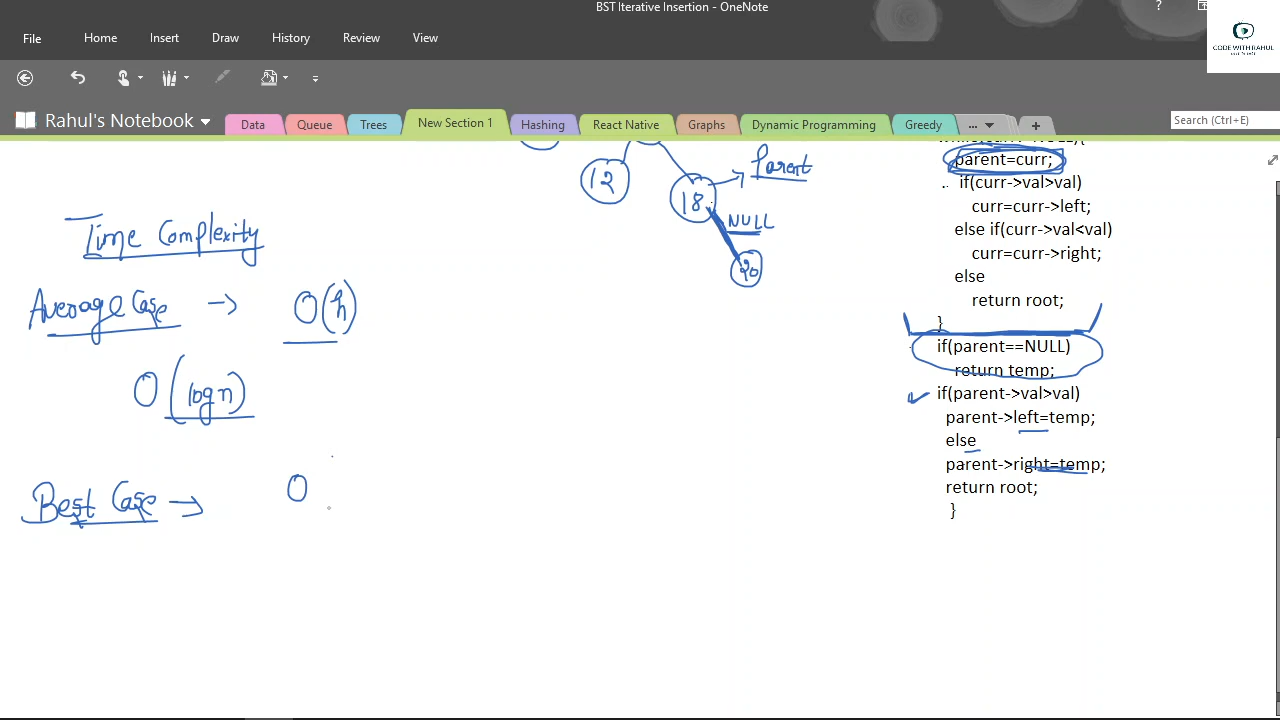 BST Iterative Insertion - OneNote
?
File
Home
Insert
Draw
History
Review
View
CODE WITH RAHUL
Rahul's Notebook
Data
Queue
Trees
New Section 1
Hashing
React Native
Graphs
Dynamic Programming
Greedy
...
+
Search (Ctrl+E)
parent=curr;
if(curr->val>val)
curr=curr->left;
else if(curr->val<val)
curr=curr->right;
else
return root;
}
if(parent==NULL)
return temp;
if(parent->val>val)
parent->left=temp;
else
parent->right=temp;
return root;
}
12
18
Parent
NULL
20
Time Complexity
Average Case → O(h)
O(log n)
Best Case → O